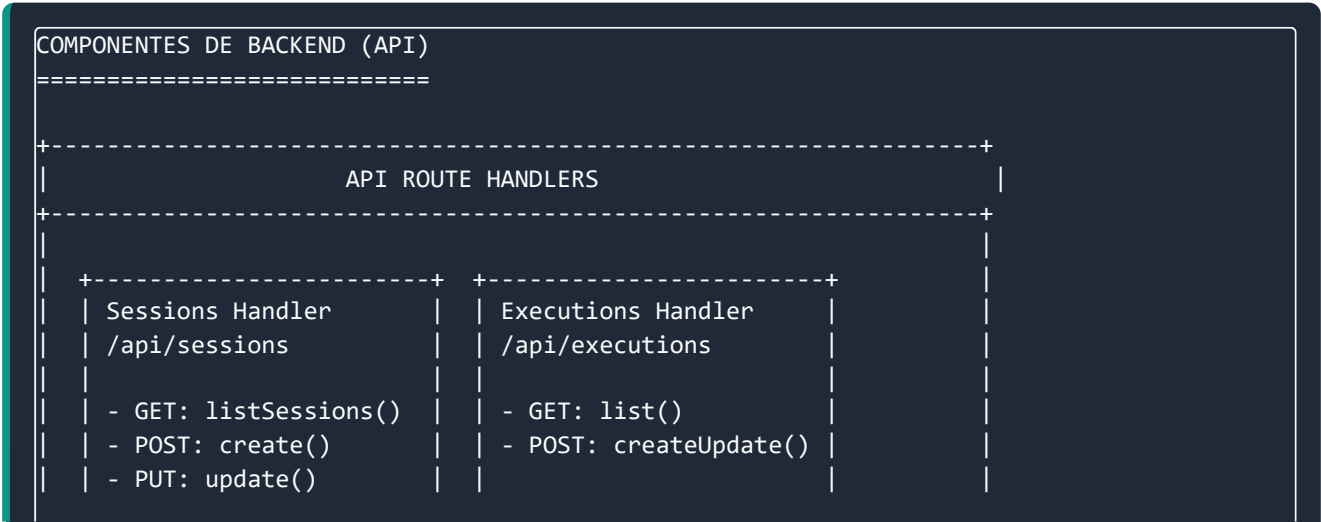 COMPONENTES DE BACKEND (API)
============================
+------------------------------------------------------------------+
|                     API ROUTE HANDLERS                            |
+------------------------------------------------------------------+
|                                                                  |
|  +------------------------+  +------------------------+          |
|  | Sessions Handler       |  | Executions Handler     |          |
|  | /api/sessions          |  | /api/executions        |          |
|  |                        |  |                        |          |
|  | - GET: listSessions()  |  | - GET: list()          |          |
|  | - POST: create()       |  | - POST: createUpdate() |          |
|  | - PUT: update()        |  |                        |          |